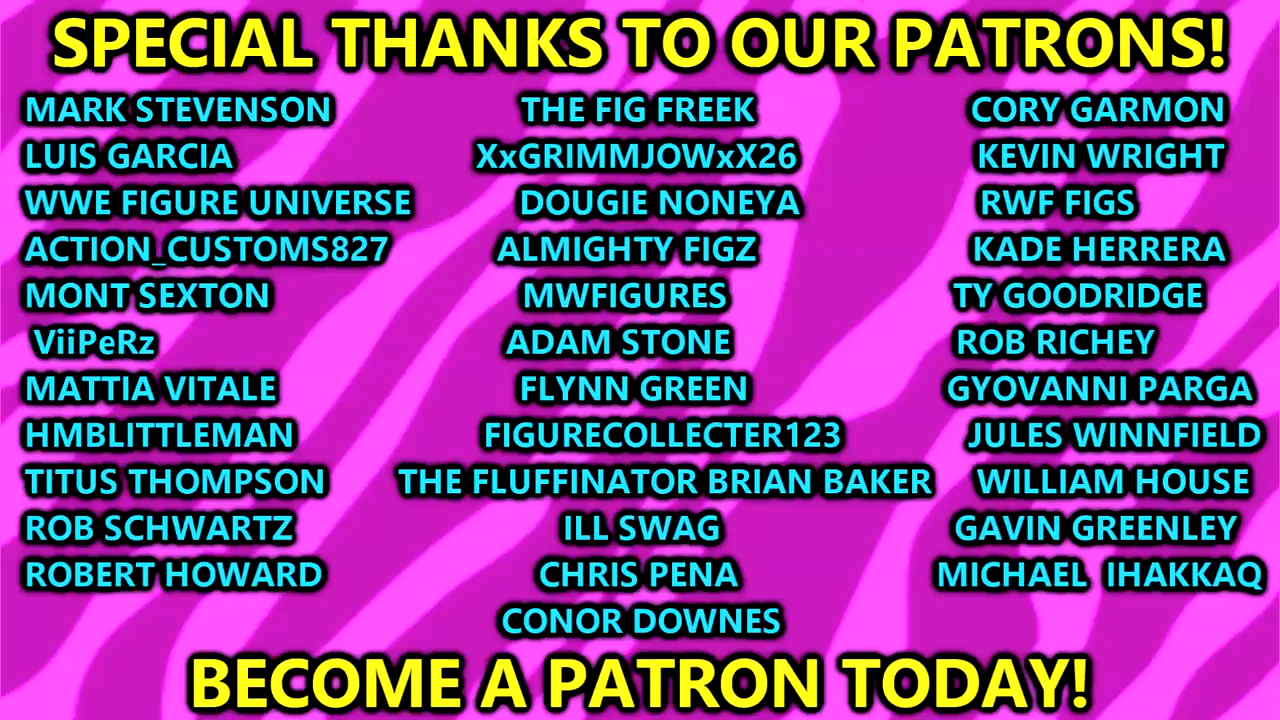 SPECIAL THANKS TO OUR PATRONS!
MARK STEVENSON
LUIS GARCIA
WWE FIGURE UNIVERSE
ACTION_CUSTOMS827
MONT SEXTON
ViiPeRz
MATTIA VITALE
HMBLITTLEMAN
TITUS THOMPSON
ROB SCHWARTZ
ROBERT HOWARD
THE FIG FREEK
XxGRIMMJOWxX26
DOUGIE NONEYA
ALMIGHTY FIGZ
MWFIGURES
ADAM STONE
FLYNN GREEN
FIGURECOLLECTER123
THE FLUFFINATOR BRIAN BAKER
ILL SWAG
CHRIS PENA
CONOR DOWNES
CORY GARMON
KEVIN WRIGHT
RWF FIGS
KADE HERRERA
TY GOODRIDGE
ROB RICHEY
GYOVANNI PARGA
JULES WINNFIELD
WILLIAM HOUSE
GAVIN GREENLEY
MICHAEL IHAKKAQ
BECOME A PATRON TODAY!